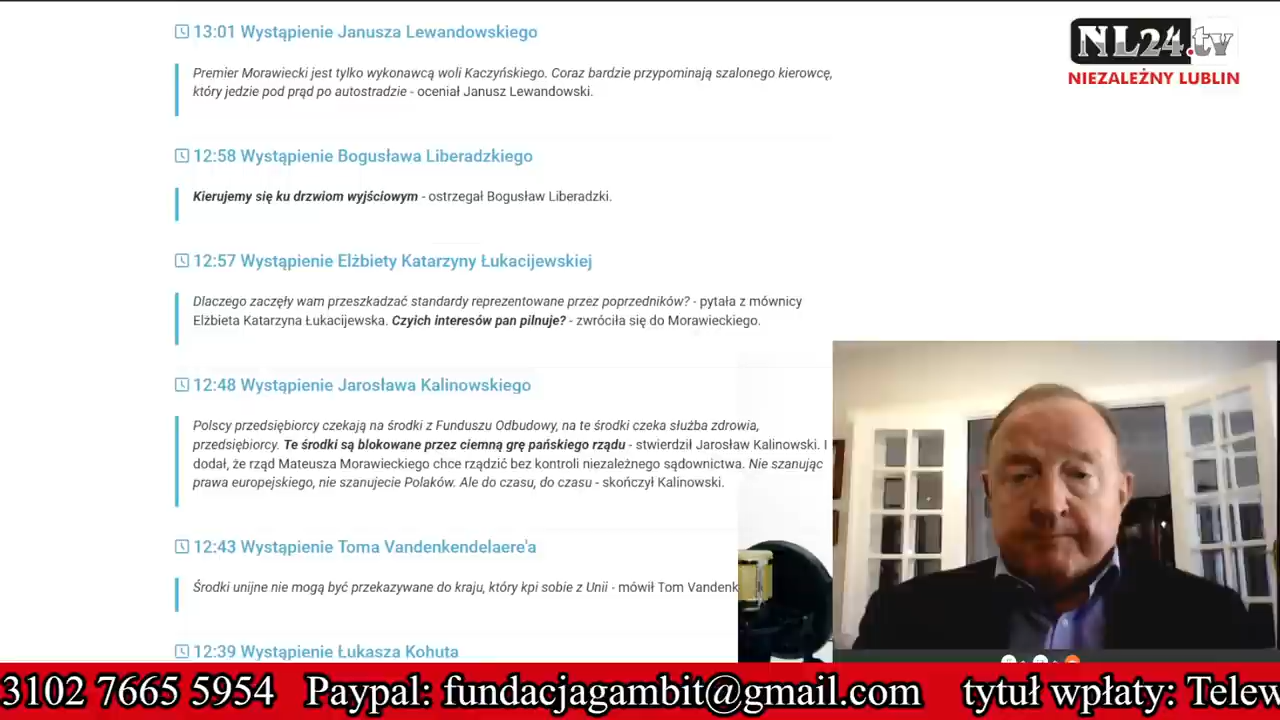 13:01 Wystąpienie Janusza Lewandowskiego
Premier Morawiecki jest tylko wykonawcą woli Kaczyńskiego. Coraz bardzie przypominają szalonego kierowcę,
który jedzie pod prąd po autostradzie - oceniał Janusz Lewandowski.
12:58 Wystąpienie Bogusława Liberadzkiego
Kierujemy się ku drzwiom wyjściowym - ostrzegał Bogusław Liberadzki.
12:57 Wystąpienie Elżbiety Katarzyny Łukacijewskiej
Dlaczego zaczęły wam przeszkadzać standardy reprezentowane przez poprzedników? - pytała z mównicy
Elżbieta Katarzyna Łukacijewska. Czyich interesów pan pilnuje? - zwróciła się do Morawieckiego.
12:48 Wystąpienie Jarosława Kalinowskiego
Polscy przedsiębiorcy czekają na środki z Funduszu Odbudowy, na te środki czeka służba zdrowia,
przedsiębiorcy. Te środki są blokowane przez ciemną grę pańskiego rządu - stwierdził Jarosław Kalinowski. I
dodał, że rząd Mateusza Morawieckiego chce rządzić bez kontroli niezależnego sądownictwa. Nie szanując
prawa europejskiego, nie szanujecie Polaków. Ale do czasu, do czasu - skończył Kalinowski.
12:43 Wystąpienie Toma Vandenkendelaere'a
Środki unijne nie mogą być przekazywane do kraju, który kpi sobie z Unii - mówił Tom Vandenk
12:39 Wystąpienie Łukasza Kohuta
NL24.tv
NIEZALEŻNY LUBLIN
3102 7665 5954 Paypal: fundacjagambit@gmail.com tytuł wpłaty: Telew